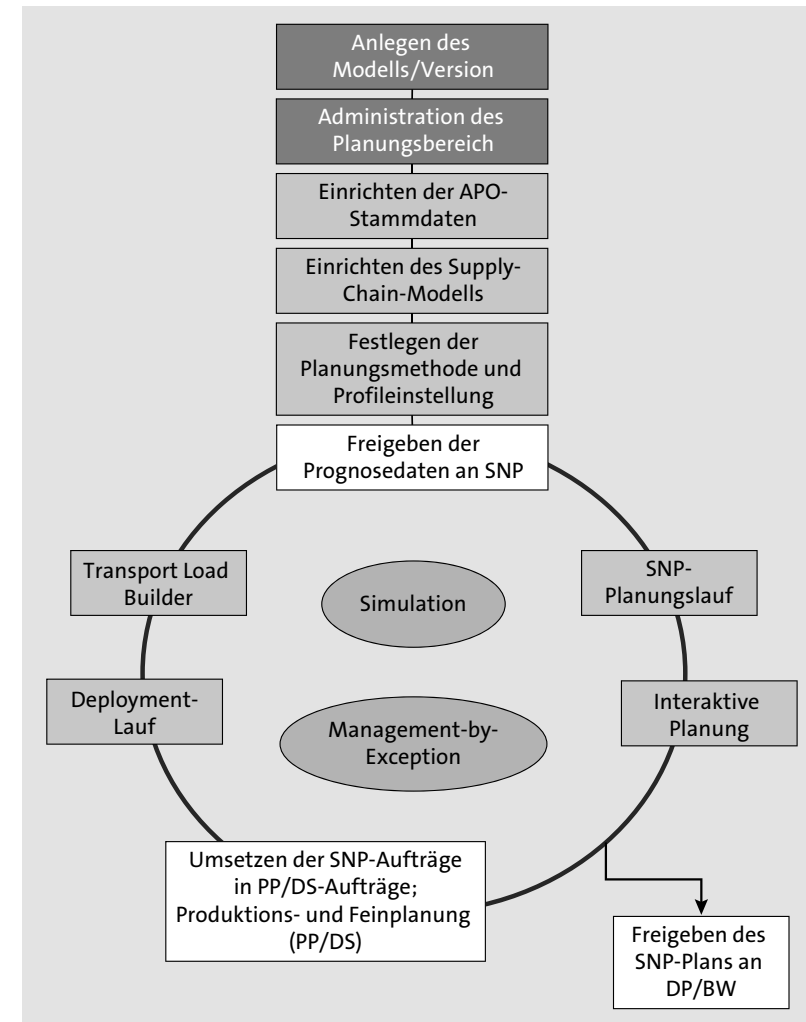 Anlegen des
Modells/Version
Administration des
Planungsbereich
Einrichten der APO-
Stammdaten
Einrichten des Supply-
Chain-Modells
Festlegen der
Planungsmethode und
Profileinstellung
Freigeben der
Prognosedaten an SNP
Transport Load
Builder
Simulation
SNP-
Planungslauf
Deployment-
Lauf
Management-by-
Exception
Interaktive
Planung
Umsetzen der SNP-Aufträge
in PP/DS-Aufträge;
Produktions- und Feinplanung
(PP/DS)
Freigeben des
SNP-Plans an
DP/BW